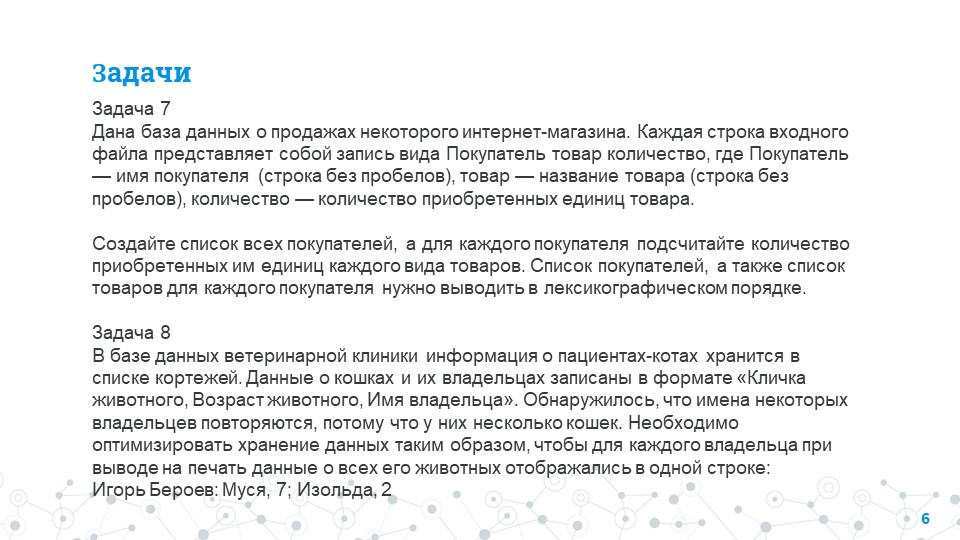 Задачи
Задача 7
Дана база данных о продажах некоторого интернет-магазина. Каждая строка входного
файла представляет собой запись вида Покупатель товар количество, где Покупатель
— имя покупателя (строка без пробелов), товар — название товара (строка без
пробелов), количество — количество приобретенных единиц товара.
Создайте список всех покупателей, а для каждого покупателя подсчитайте количество
приобретенных им единиц каждого вида товаров. Список покупателей, а также список
товаров для каждого покупателя нужно выводить в лексикографическом порядке.
Задача 8
В базе данных ветеринарной клиники информация о пациентах-котах хранится в
списке кортежей. Данные о кошках и их владельцах записаны в формате «Кличка
животного, Возраст животного, Имя владельца». Обнаружилось, что имена некоторых
владельцев повторяются, потому что у них несколько кошек. Необходимо
оптимизировать хранение данных таким образом, чтобы для каждого владельца при
выводе на печать данные о всех его животных отображались в одной строке:
Игорь Бероев: Муся, 7; Изольда, 2
6